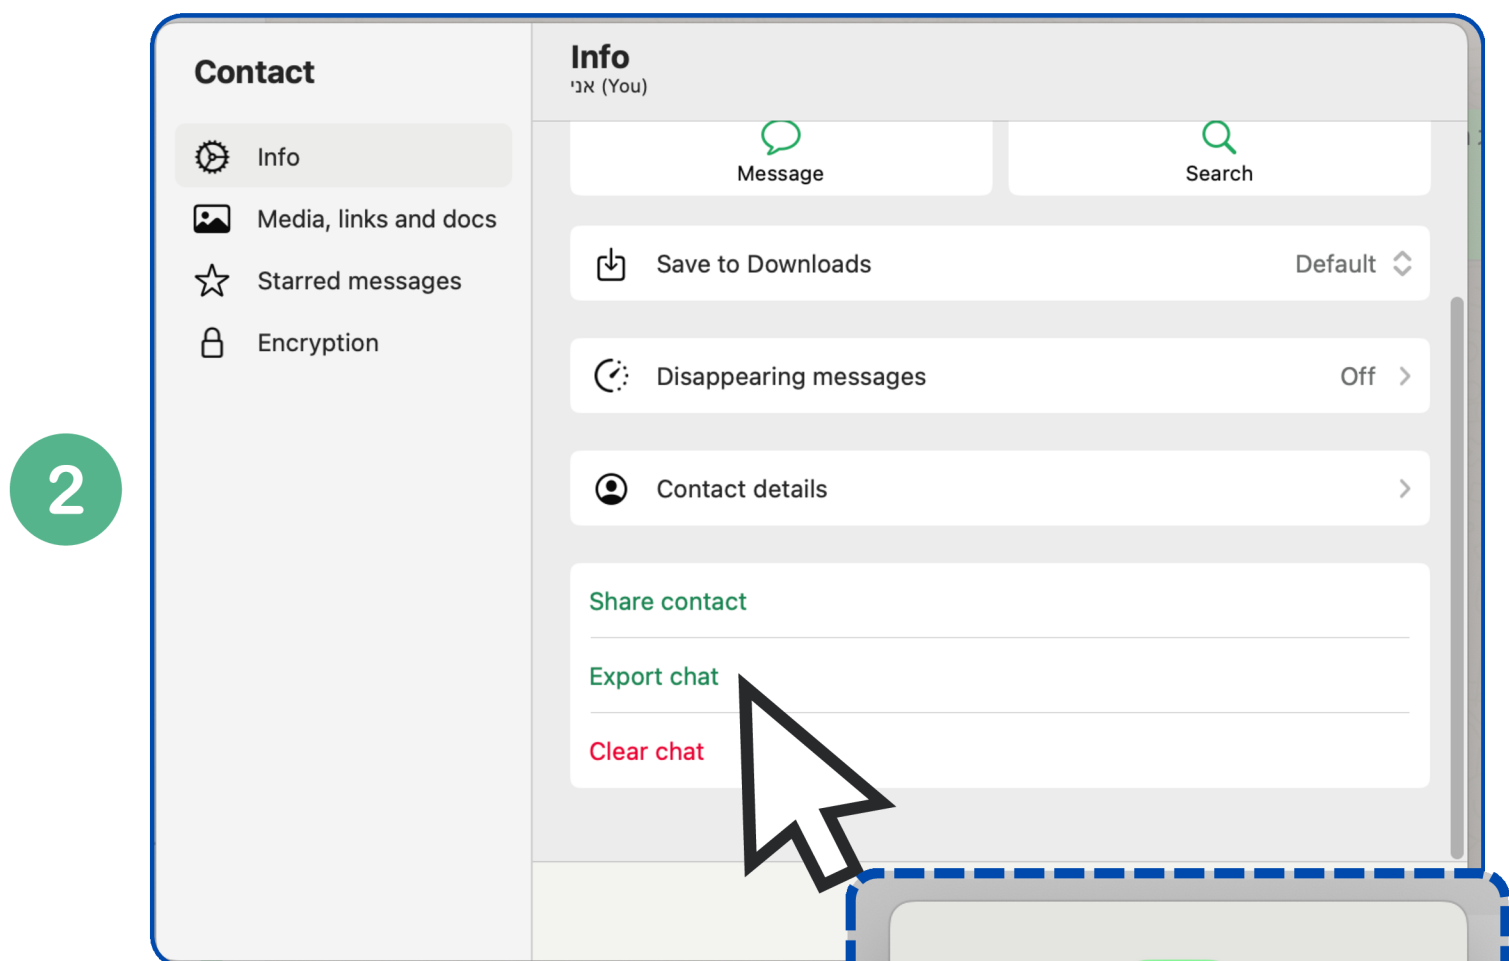 2
Contact
Info
Media, links and docs
Starred messages
Encryption
Info
אני (You)
Message
Search
Save to Downloads
Default
Disappearing messages
Off
Contact details
Share contact
Export chat
Clear chat